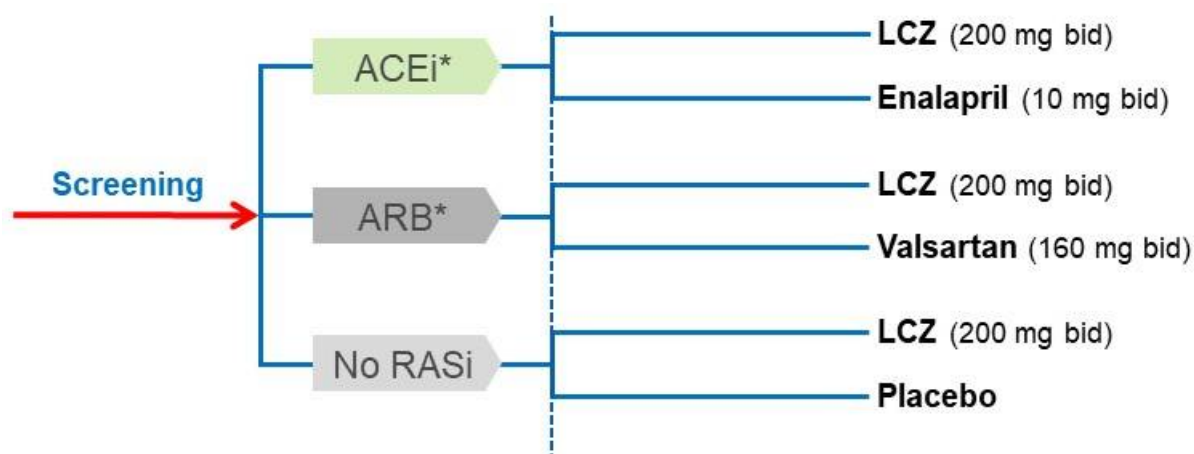 LCZ (200 mg bid)
ACEi*
Enalapril (10 mg bid)
Screening
LCZ (200 mg bid)
ARB*
Valsartan (160 mg bid)
LCZ (200 mg bid)
No RASi
Placebo